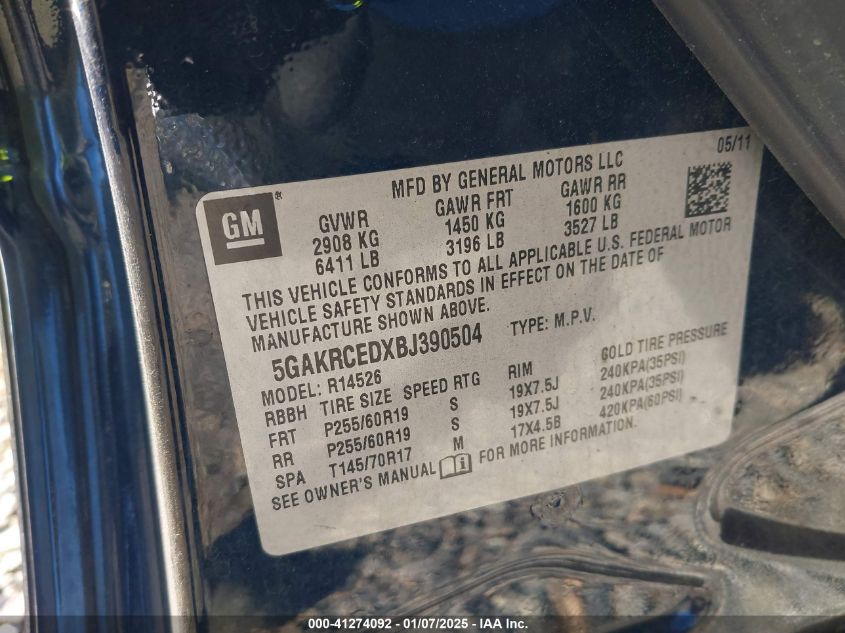 05/11
MFD BY GENERAL MOTORS LLC
GM
GVWR GAWR FRT GAWR RR
2908 KG 1450 KG 1600 KG
6411 LB 3196 LB 3527 LB
THIS VEHICLE CONFORMS TO ALL APPLICABLE U.S. FEDERAL MOTOR
VEHICLE SAFETY STANDARDS IN EFFECT ON THE DATE OF
MANUFACTURE SHOWN ABOVE.
5GAKRCEDXBJ390504 TYPE: M.P.V.
MODEL: R14526
RBBH TIRE SIZE SPEED RTG RIM COLD TIRE PRESSURE
FRT P255/60R19 S 19X7.5J 240KPA(35PSI)
RR P255/60R19 S 19X7.5J 240KPA(35PSI)
SPA T145/70R17 M 17X4.5B 420KPA(60PSI)
SEE OWNER'S MANUAL FOR MORE INFORMATION.
000-41274092 - 01/07/2025 - IAA Inc.